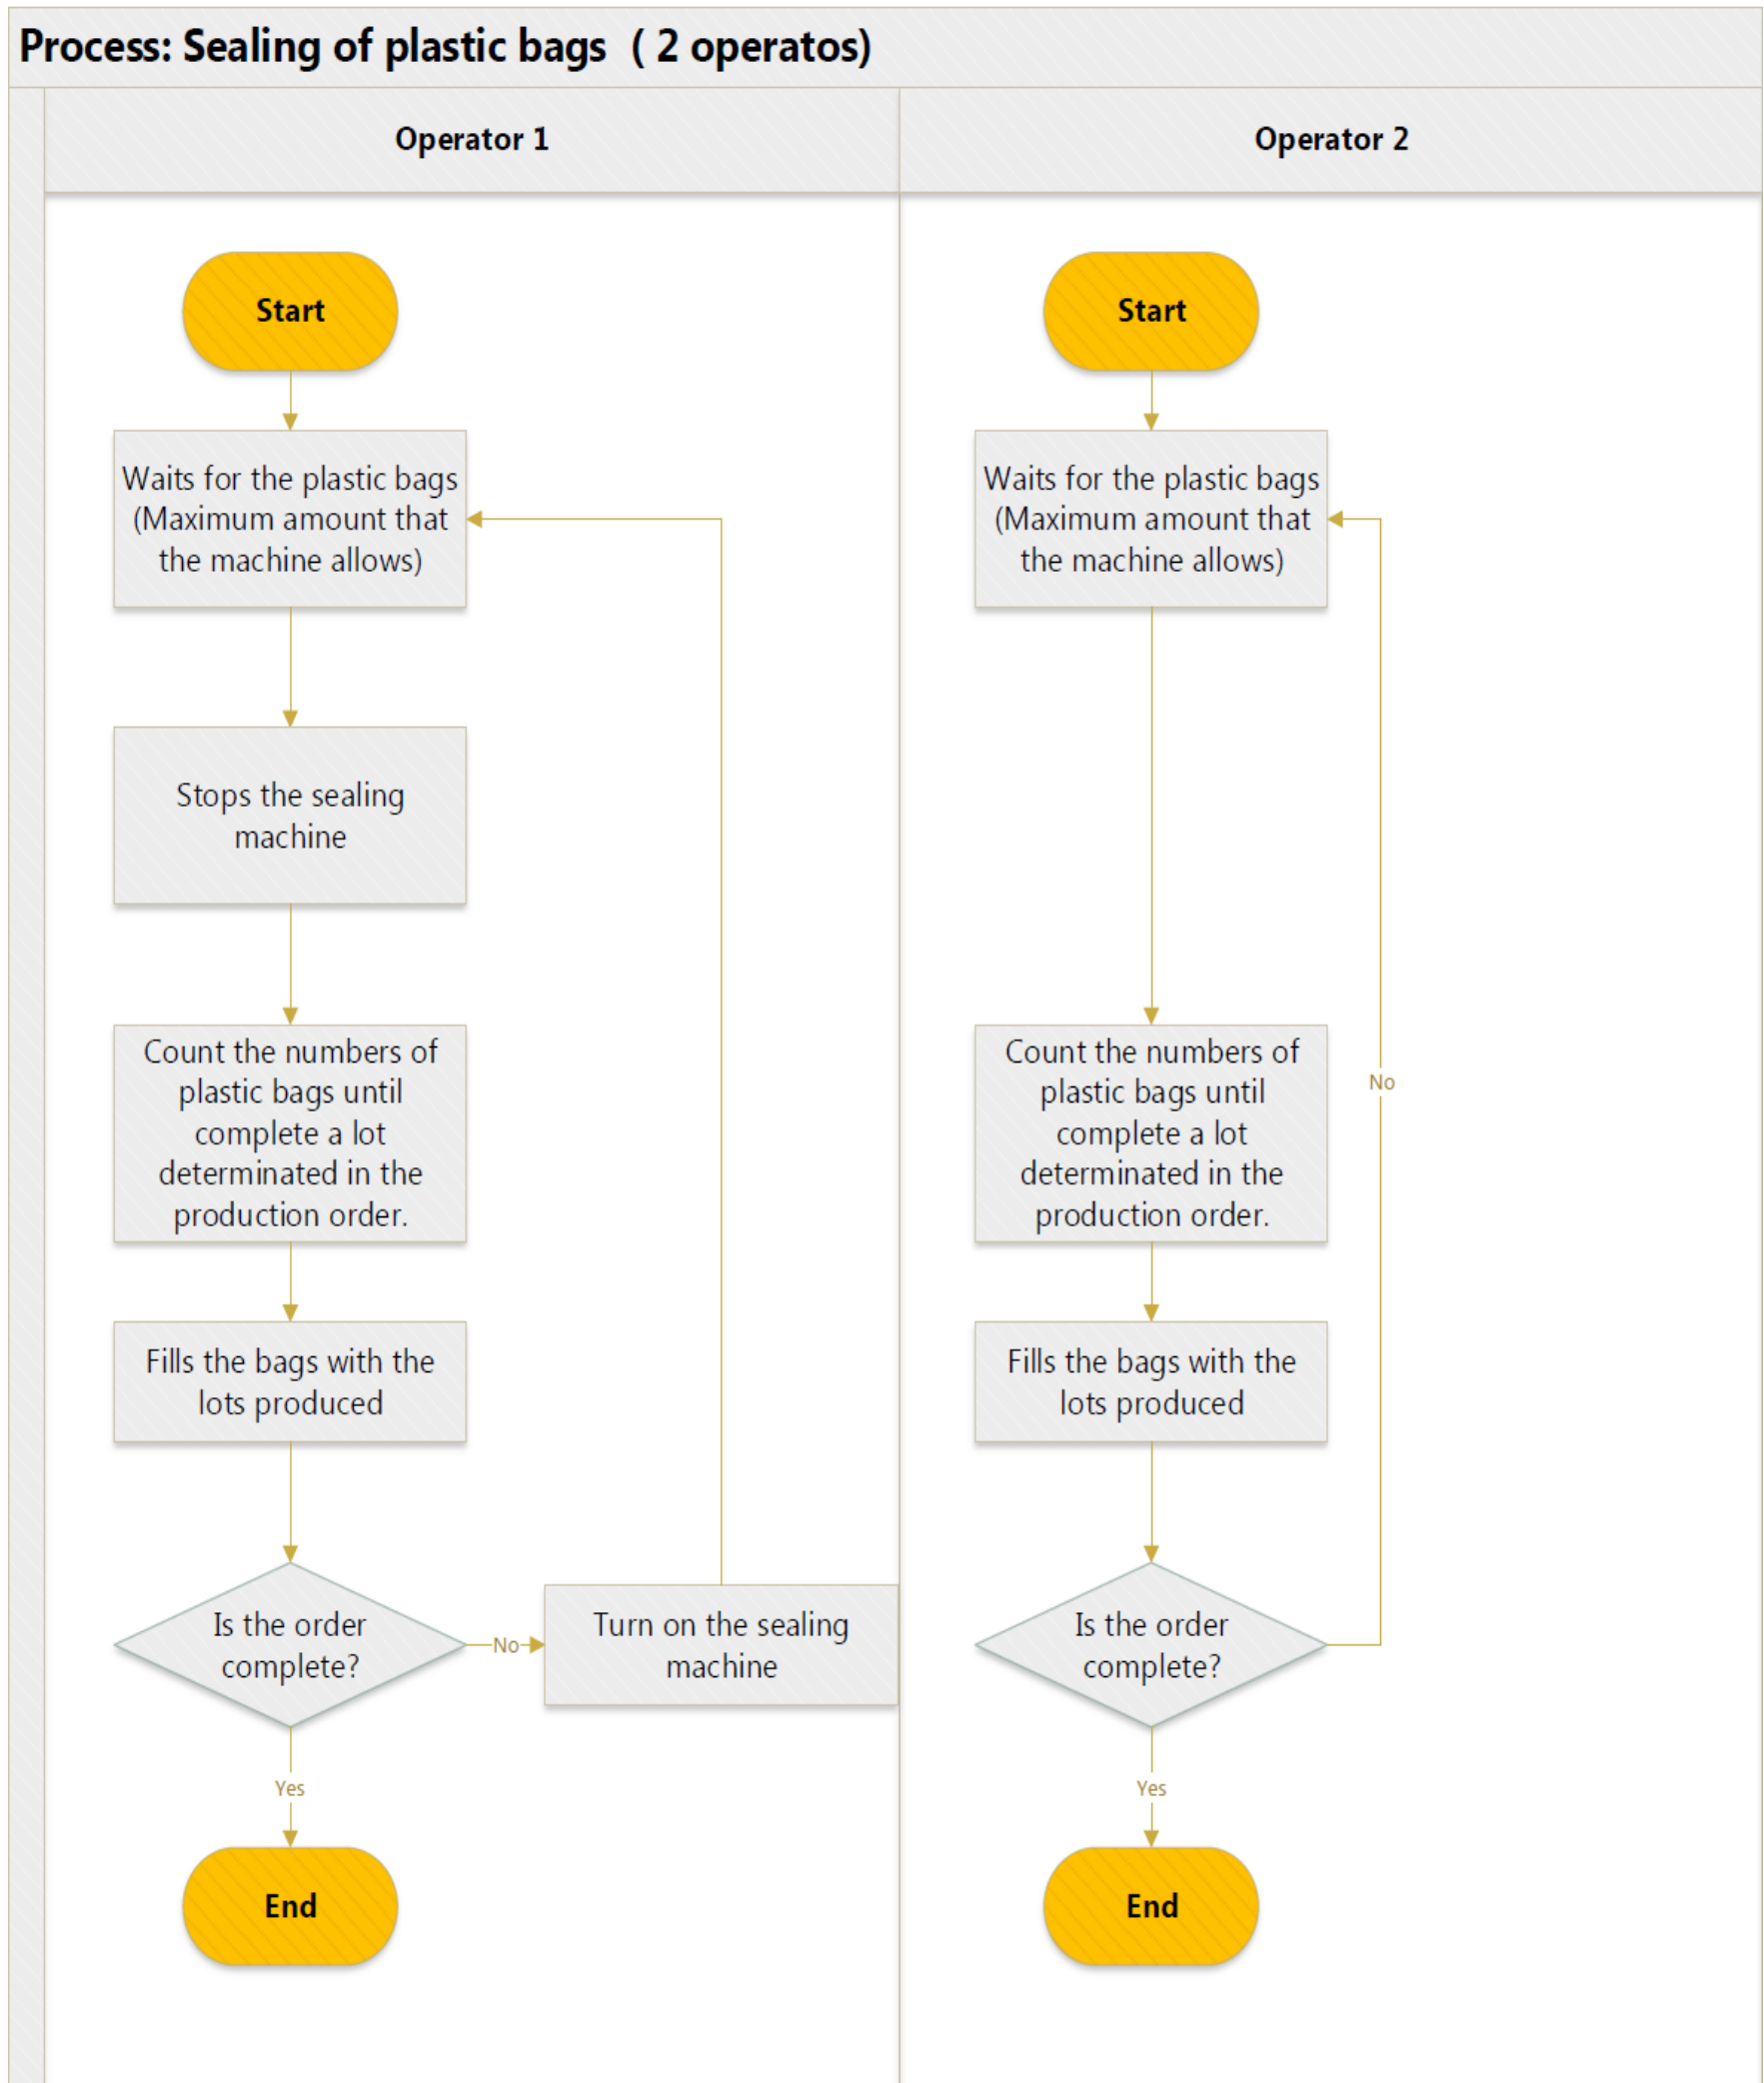 Process: Sealing of plastic bags  ( 2 operatos)
Operator 1
Operator 2
Start
Waits for the plastic bags
(Maximum amount that
the machine allows)
Stops the sealing
machine
Count the numbers of
plastic bags until
complete a lot
determinated in the
production order.
Fills the bags with the
lots produced
Is the order
complete?
No
Turn on the sealing
machine
Yes
End
Start
Waits for the plastic bags
(Maximum amount that
the machine allows)
Count the numbers of
plastic bags until
complete a lot
determinated in the
production order.
No
Fills the bags with the
lots produced
Is the order
complete?
Yes
End